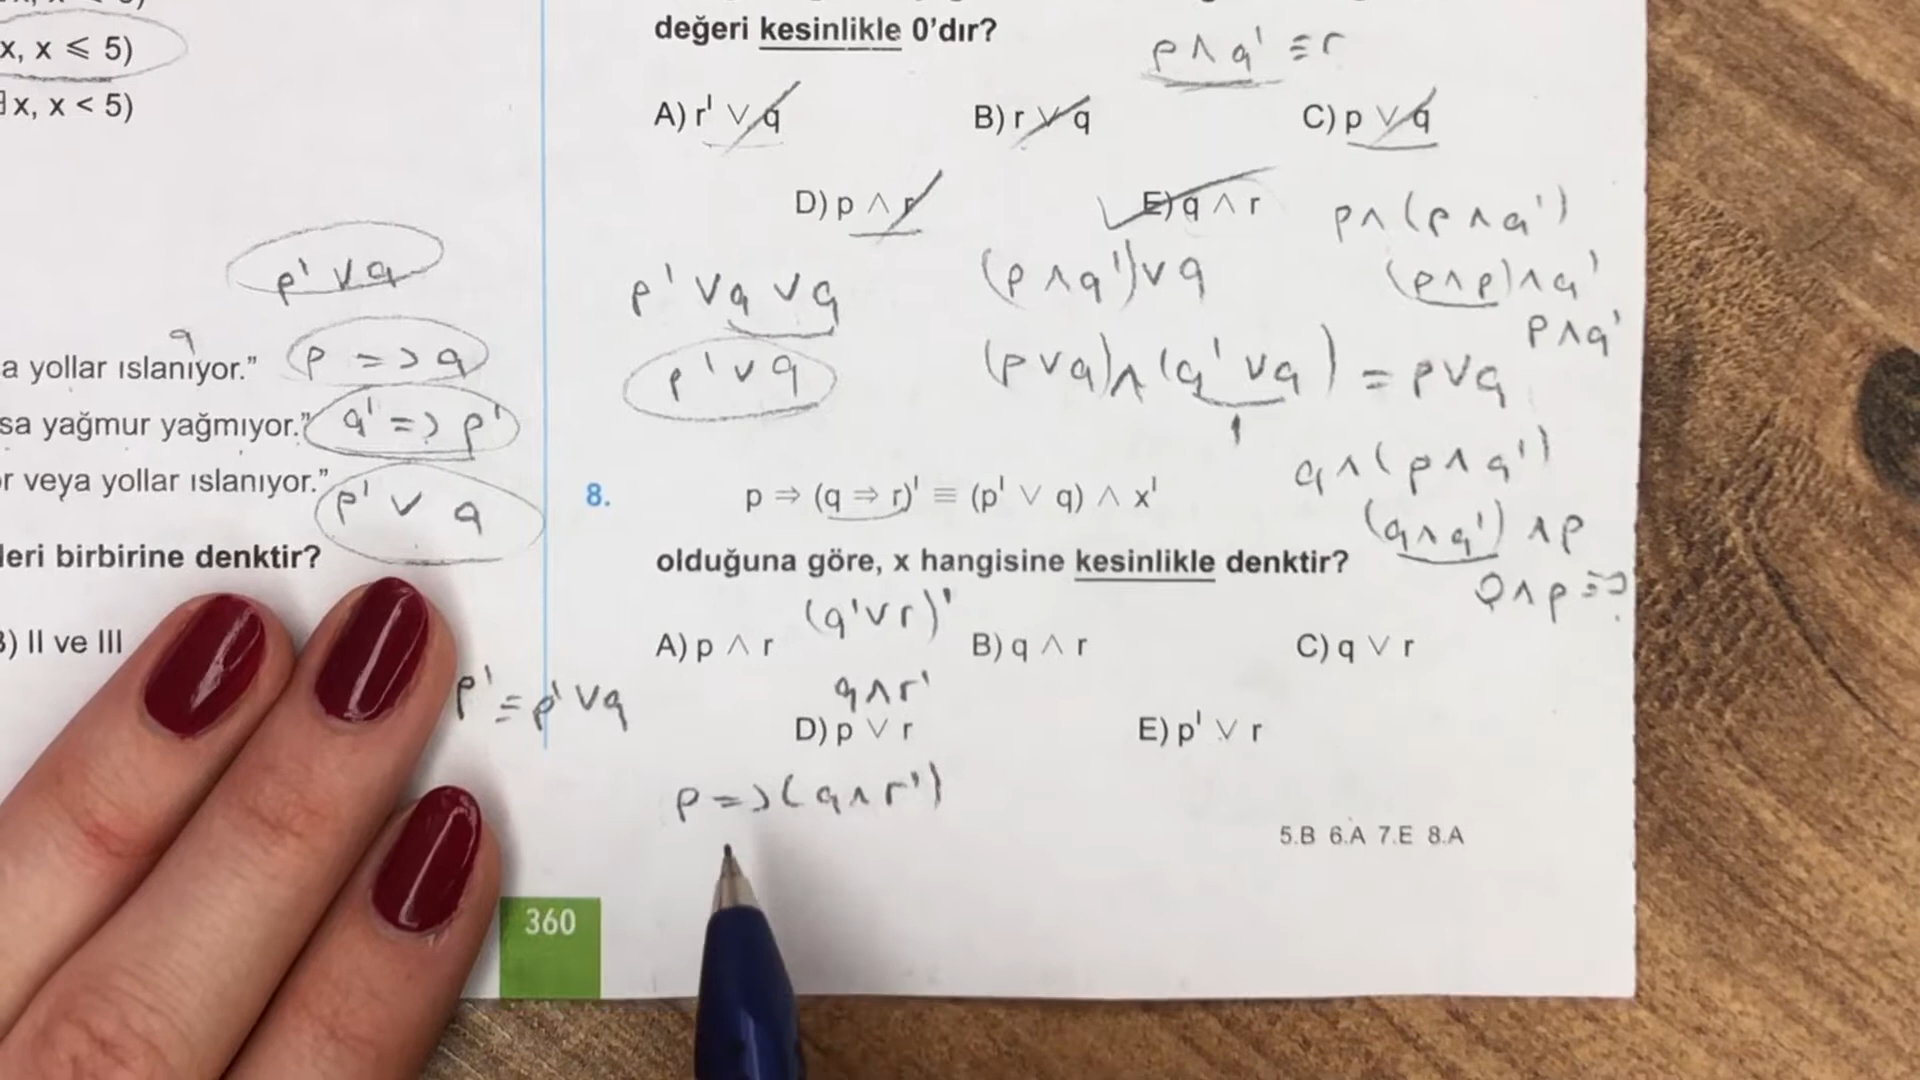 x, x ⩽ 5)
∃x, x < 5)
p' ∨ q
q
a yollar ıslanıyor.” p => q
sa yağmur yağmıyor.” q' => p'
r veya yollar ıslanıyor.” p' ∨ q
leri birbirine denktir?
B) II ve III
p' ≡ p' ∨ q
değeri kesinlikle 0'dır?
p ∧ q' ≡ r
A) r' ∨ q B) r ∨ q C) p ∨ q
D) p ∧ r E) q ∧ r
p ∧ (p ∧ q')
(p ∧ p) ∧ q'
p ∧ q'
p' ∨ q ∨ q
p' ∨ q
(p ∧ q') ∨ q
(p ∨ q) ∧ (q' ∨ q) = p ∨ q
1
q ∧ (p ∧ q')
(q ∧ q') ∧ p
0 ∧ p ≡
8. p ⇒ (q ⇒ r)' ≡ (p' ∨ q) ∧ x'
olduğuna göre, x hangisine kesinlikle denktir?
(q' ∨ r)'
A) p ∧ r B) q ∧ r C) q ∨ r
q ∧ r'
D) p ∨ r E) p' ∨ r
p => (q ∧ r')
5.B 6.A 7.E 8.A
360